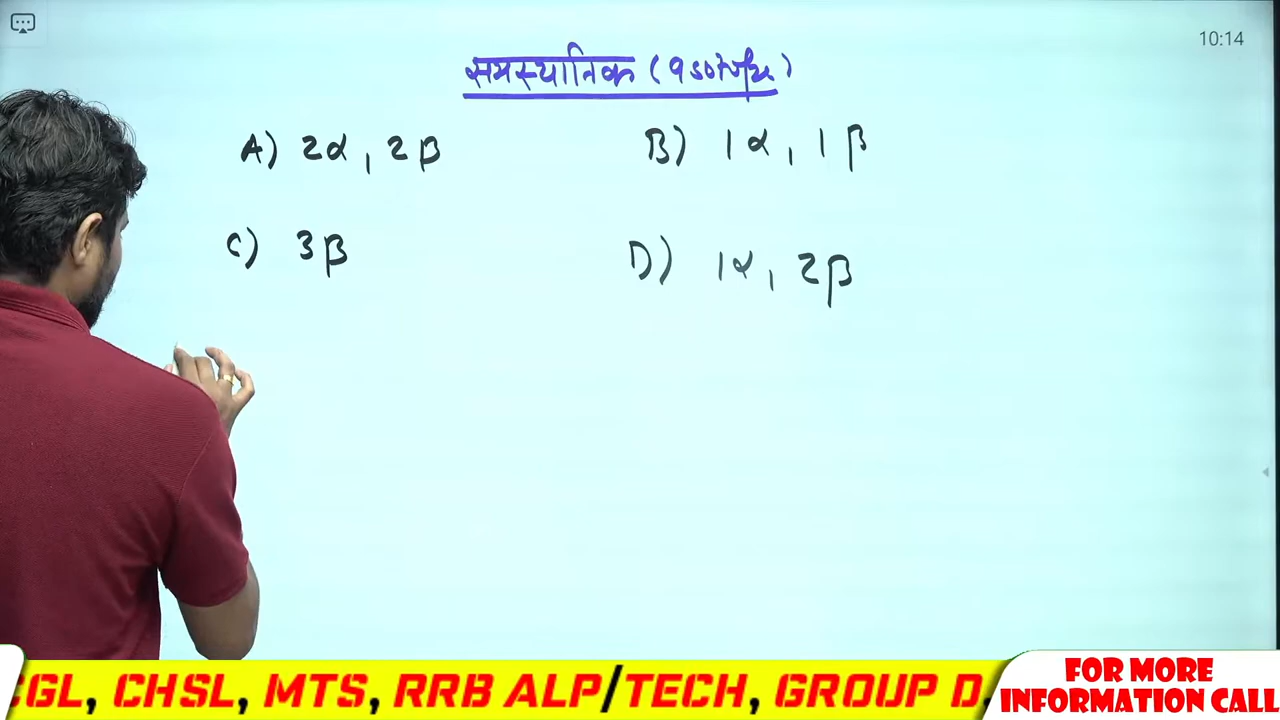 10:14
समस्थानिक (Isotope)
A) 2α, 2β B) 1α, 1β
C) 3β D) 1α, 2β
CGL, CHSL, MTS, RRB ALP/TECH, GROUP D,
FOR MORE
INFORMATION CALL